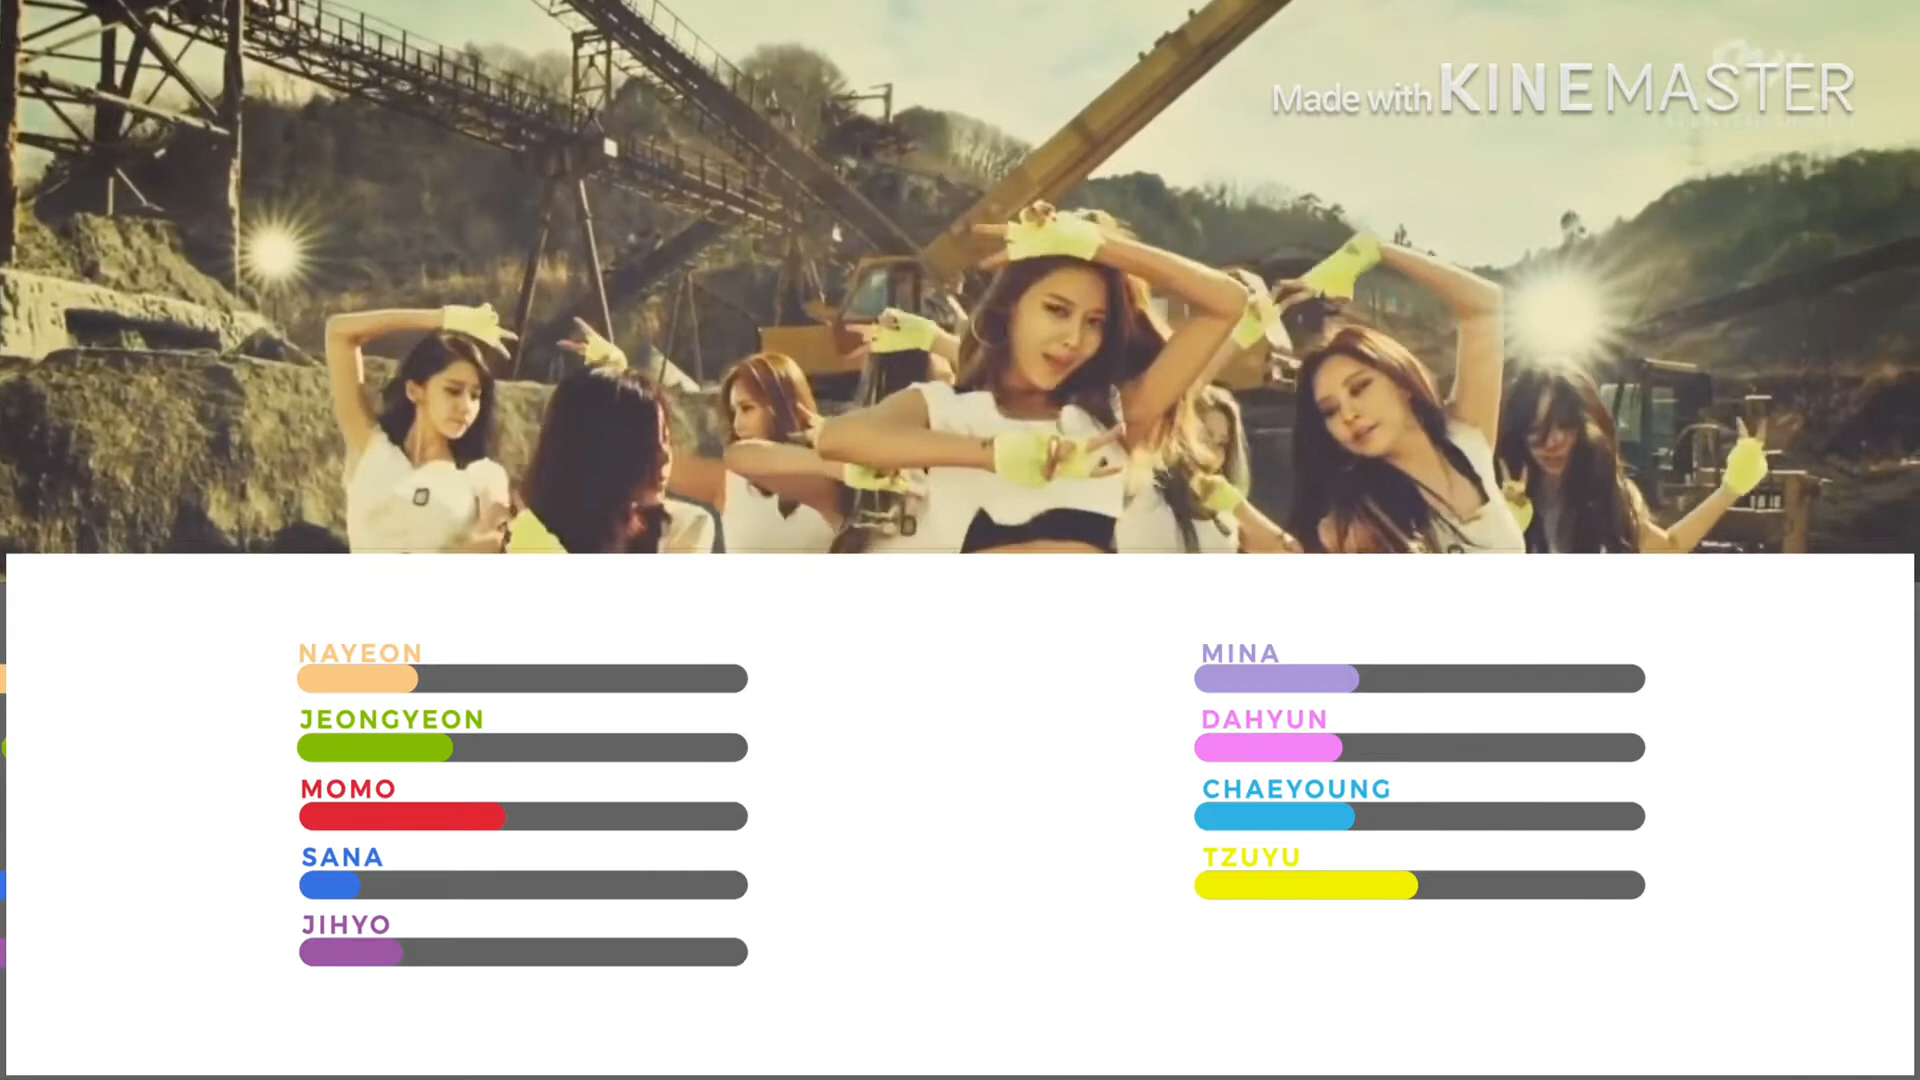 Made with KINEMASTER
NAYEON
JEONGYEON
MOMO
SANA
JIHYO
MINA
DAHYUN
CHAEYOUNG
TZUYU